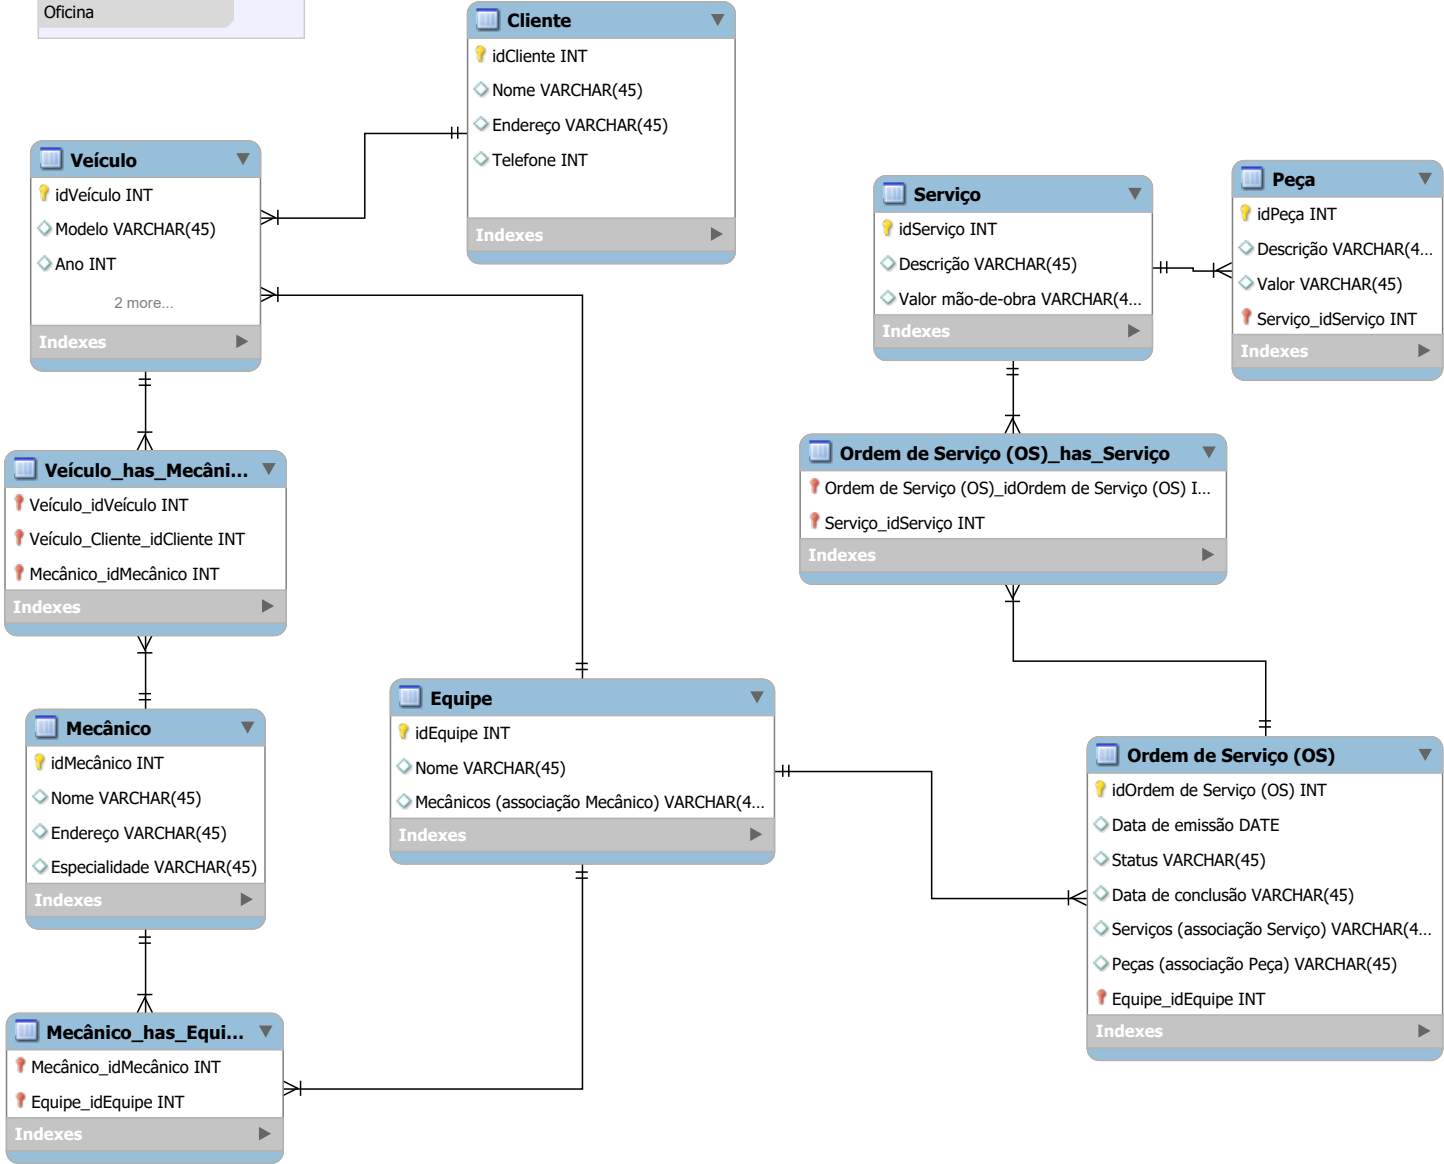 Oficina
Cliente
idCliente INT
Nome VARCHAR(45)
Endereço VARCHAR(45)
Telefone INT
Indexes
Veículo
idVeículo INT
Modelo VARCHAR(45)
Ano INT
2 more...
Indexes
Serviço
idServiço INT
Descrição VARCHAR(45)
Valor mão-de-obra VARCHAR(4...
Indexes
Peça
idPeça INT
Descrição VARCHAR(4...
Valor VARCHAR(45)
Serviço_idServiço INT
Indexes
Veículo_has_Mecâni...
Veículo_idVeículo INT
Veículo_Cliente_idCliente INT
Mecânico_idMecânico INT
Indexes
Ordem de Serviço (OS)_has_Serviço
Ordem de Serviço (OS)_idOrdem de Serviço (OS) I...
Serviço_idServiço INT
Indexes
Mecânico
idMecânico INT
Nome VARCHAR(45)
Endereço VARCHAR(45)
Especialidade VARCHAR(45)
Indexes
Equipe
idEquipe INT
Nome VARCHAR(45)
Mecânicos (associação Mecânico) VARCHAR(4...
Indexes
Ordem de Serviço (OS)
idOrdem de Serviço (OS) INT
Data de emissão DATE
Status VARCHAR(45)
Data de conclusão VARCHAR(45)
Serviços (associação Serviço) VARCHAR(4...
Peças (associação Peça) VARCHAR(45)
Equipe_idEquipe INT
Indexes
Mecânico_has_Equi...
Mecânico_idMecânico INT
Equipe_idEquipe INT
Indexes